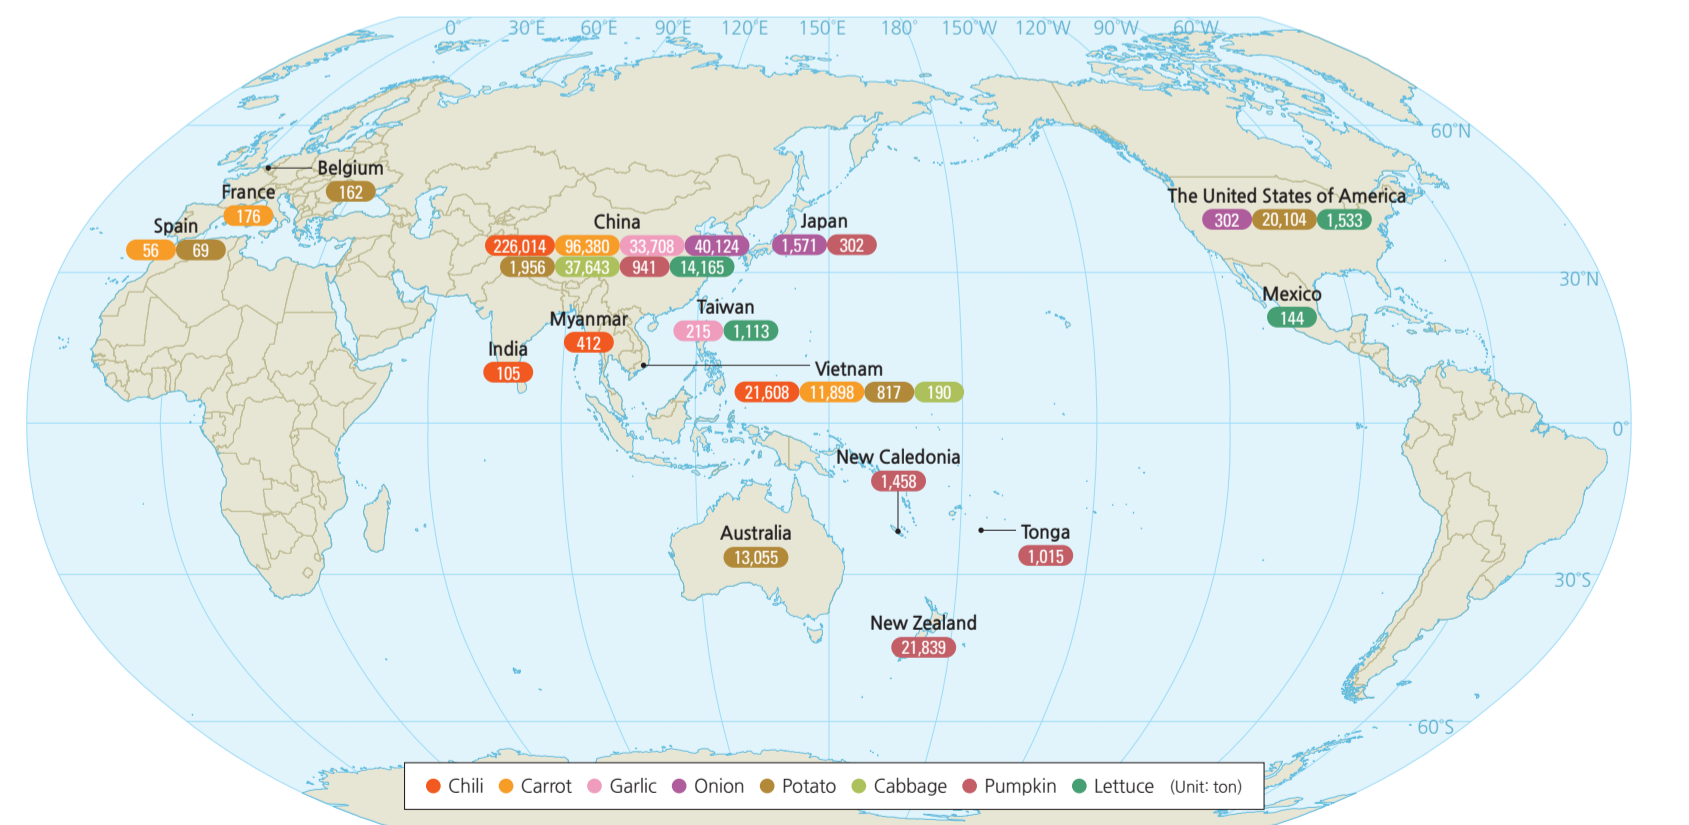 0° 30°E 60°E 90°E 120°E 150°E 180° 150°W 120°W 90°W 60°W
60°N
Belgium
162
France
176
Spain
56 69
China
226,014 96,380 33,708 40,124
1,956 37,643 941 14,165
Japan
1,571 302
The United States of America
302 20,104 1,533
30°N
Mexico
144
Taiwan
215 1,113
Myanmar
412
India
105
Vietnam
21,608 11,898 817 190
0°
New Caledonia
1,458
Australia
13,055
Tonga
1,015
30°S
New Zealand
21,839
60°S
Chili Carrot Garlic Onion Potato Cabbage Pumpkin Lettuce (Unit: ton)